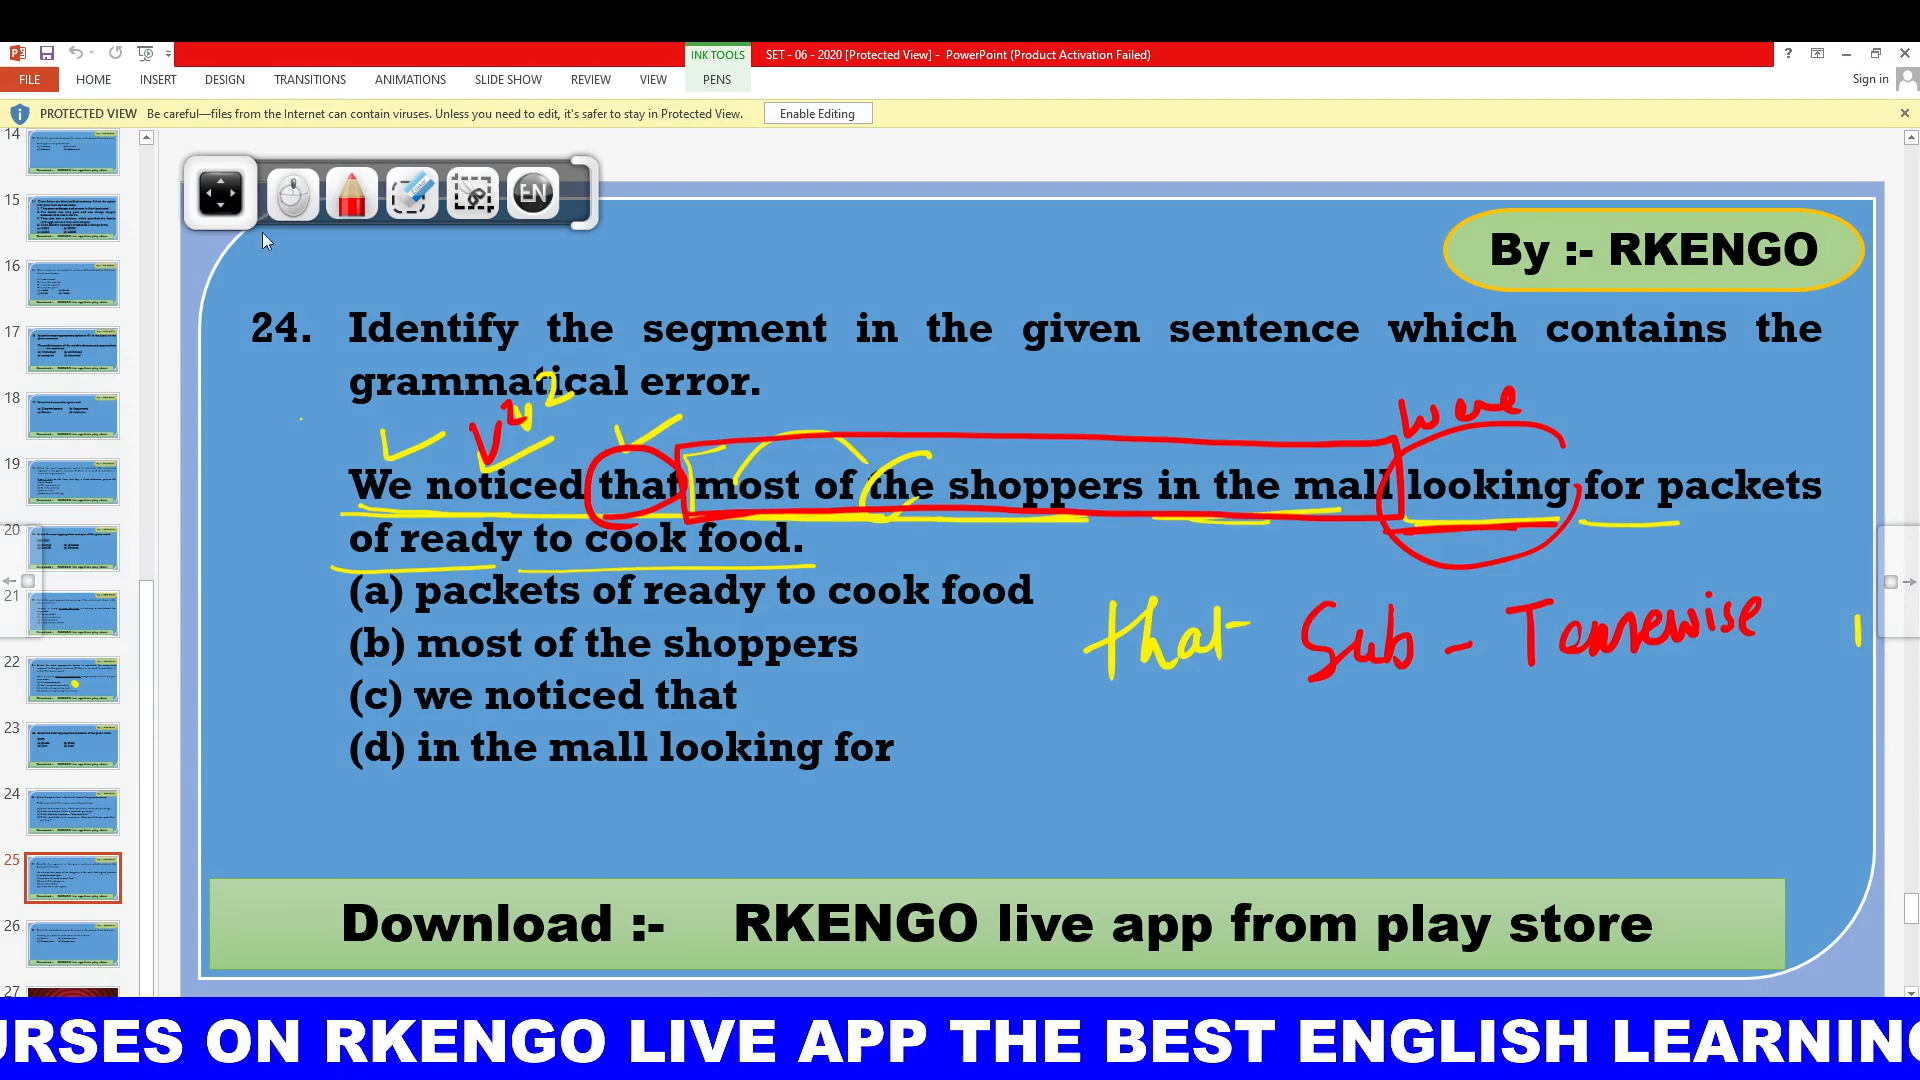 INK TOOLS
SET - 06 - 2020 [Protected View] - PowerPoint (Product Activation Failed)
FILE HOME INSERT DESIGN TRANSITIONS ANIMATIONS SLIDE SHOW REVIEW VIEW PENS Sign in
PROTECTED VIEW Be careful—files from the Internet can contain viruses. Unless you need to edit, it's safer to stay in Protected View. Enable Editing
14
15
16
17
18
19
20
21
22
23
24
25
26
27
EN
By :- RKENGO
24. Identify the segment in the given sentence which contains the
grammatical error.
V2 V2
were
We noticed that most of the shoppers in the mall looking for packets
of ready to cook food.
(a) packets of ready to cook food
that Sub - Tensewise
(b) most of the shoppers
(c) we noticed that
(d) in the mall looking for
Download :- RKENGO live app from play store
URSES ON RKENGO LIVE APP THE BEST ENGLISH LEARNING